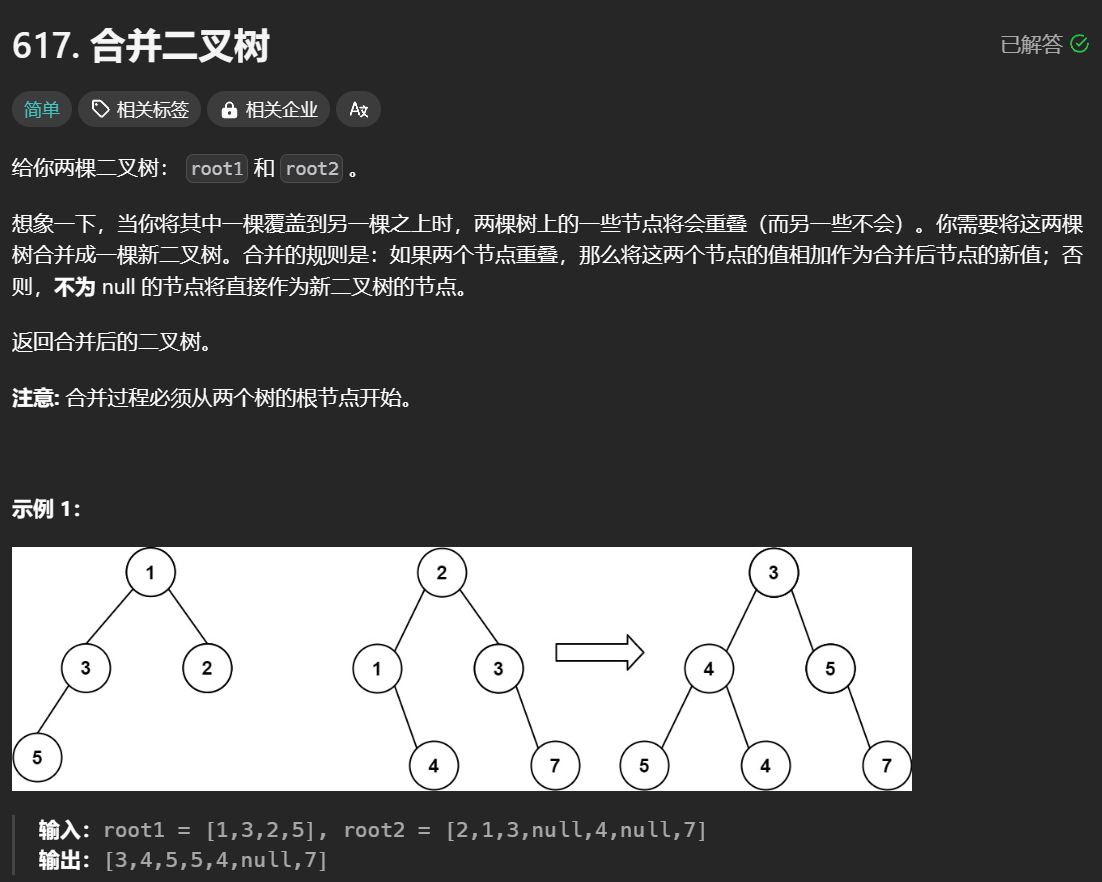 617. 合并二叉树
已解答
简单 相关标签 相关企业 Aあ
给你两棵二叉树： root1 和 root2 。
想象一下，当你将其中一棵覆盖到另一棵之上时，两棵树上的一些节点将会重叠（而另一些不会）。你需要将这两棵
树合并成一棵新二叉树。合并的规则是：如果两个节点重叠，那么将这两个节点的值相加作为合并后节点的新值；否
则，不为 null 的节点将直接作为新二叉树的节点。
返回合并后的二叉树。
注意: 合并过程必须从两个树的根节点开始。
示例 1：
1 2 3
3 2 1 3 4 5
5 4 7 5 4 7
输入：root1 = [1,3,2,5], root2 = [2,1,3,null,4,null,7]
输出：[3,4,5,5,4,null,7]